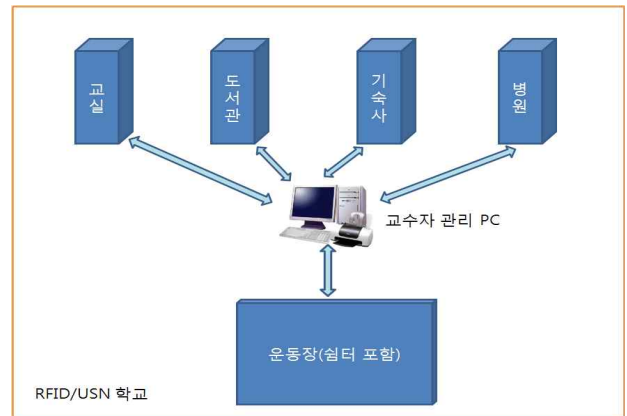 교실
도서관
기숙사
병원
교수자 관리 PC
운동장(쉼터 포함)
RFID/USN 학교